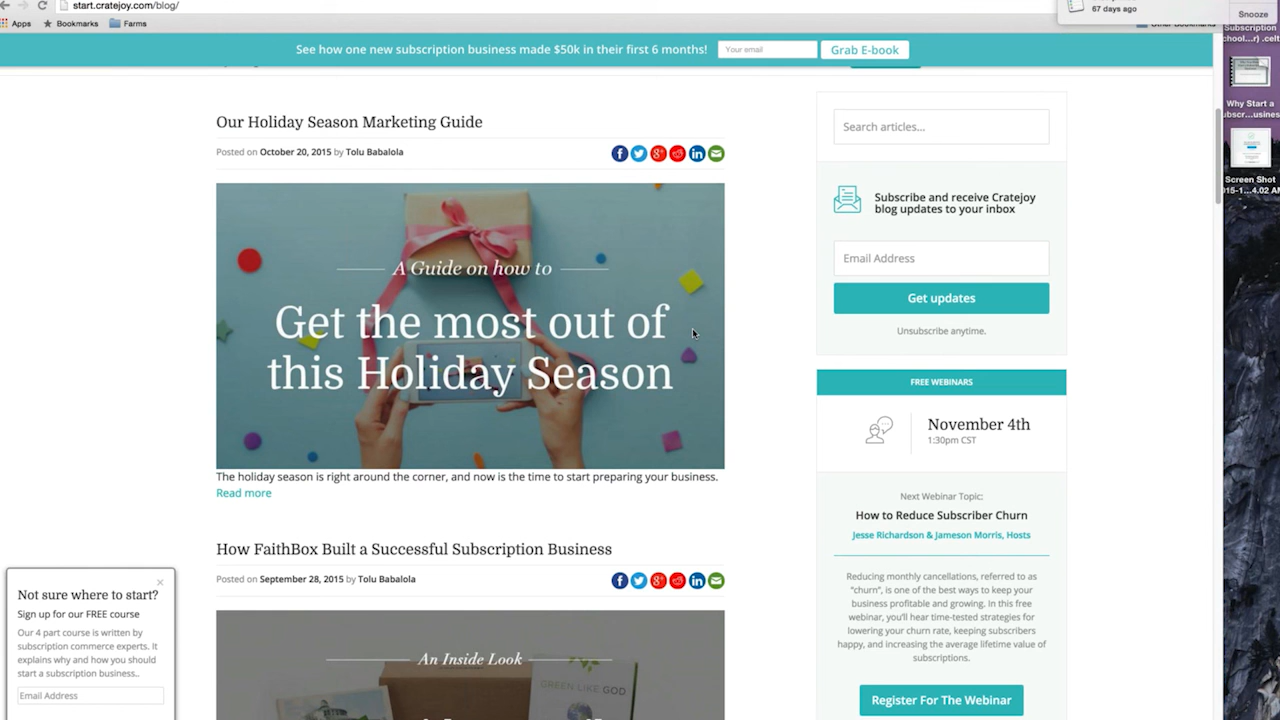 start.cratejoy.com/blog/
67 days ago
Snooze
Apps
Bookmarks
Farms
Other Bookmarks
See how one new subscription business made $50k in their first 6 months!
Your email
Grab E-book
Subscription
Why Start a
Screen Shot
Our Holiday Season Marketing Guide
Posted on October 20, 2015 by Tolu Babalola
A Guide on how to
Get the most out of
this Holiday Season
The holiday season is right around the corner, and now is the time to start preparing your business.
Read more
How FaithBox Built a Successful Subscription Business
Posted on September 28, 2015 by Tolu Babalola
An Inside Look
GREEN LIKE GOD
Search articles...
Subscribe and receive Cratejoy
blog updates to your inbox
Email Address
Get updates
Unsubscribe anytime.
FREE WEBINARS
November 4th
1:30pm CST
Next Webinar Topic:
How to Reduce Subscriber Churn
Jesse Richardson & Jameson Morris, Hosts
Reducing monthly cancellations, referred to as
"churn", is one of the best ways to keep your
business profitable and growing. In this free
webinar, you'll hear time-tested strategies for
lowering your churn rate, keeping subscribers
happy, and increasing the average lifetime value of
subscriptions.
Register For The Webinar
Not sure where to start?
Sign up for our FREE course
Our 4 part course is written by
subscription commerce experts. It
explains why and how you should
start a subscription business..
Email Address